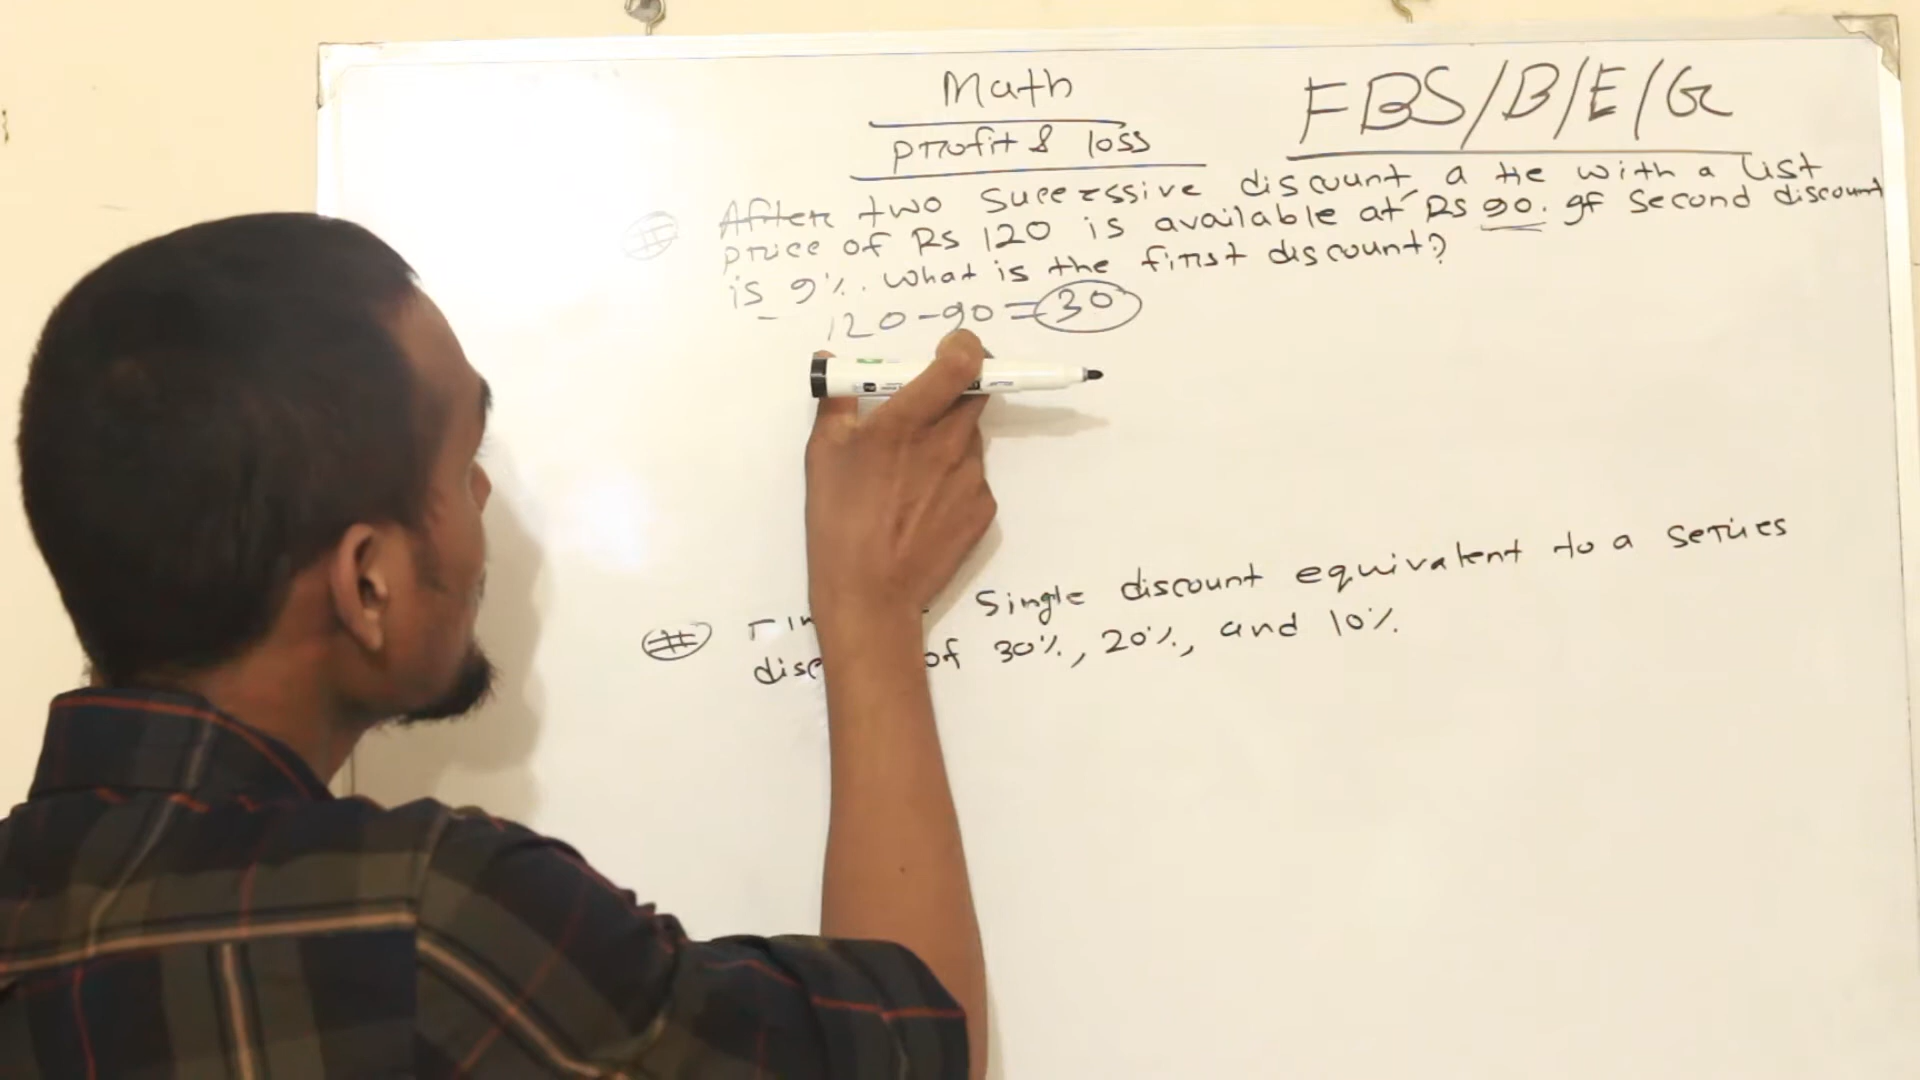 Math
profit & loss
FBS/B/E/G
After two Sucessive discount a tie with a list
price of Rs 120 is available at Rs 90. If Second discount
is 9%. What is the first discount?
120-90=30
Single discount equivalent to a series
of 30%, 20%, and 10%